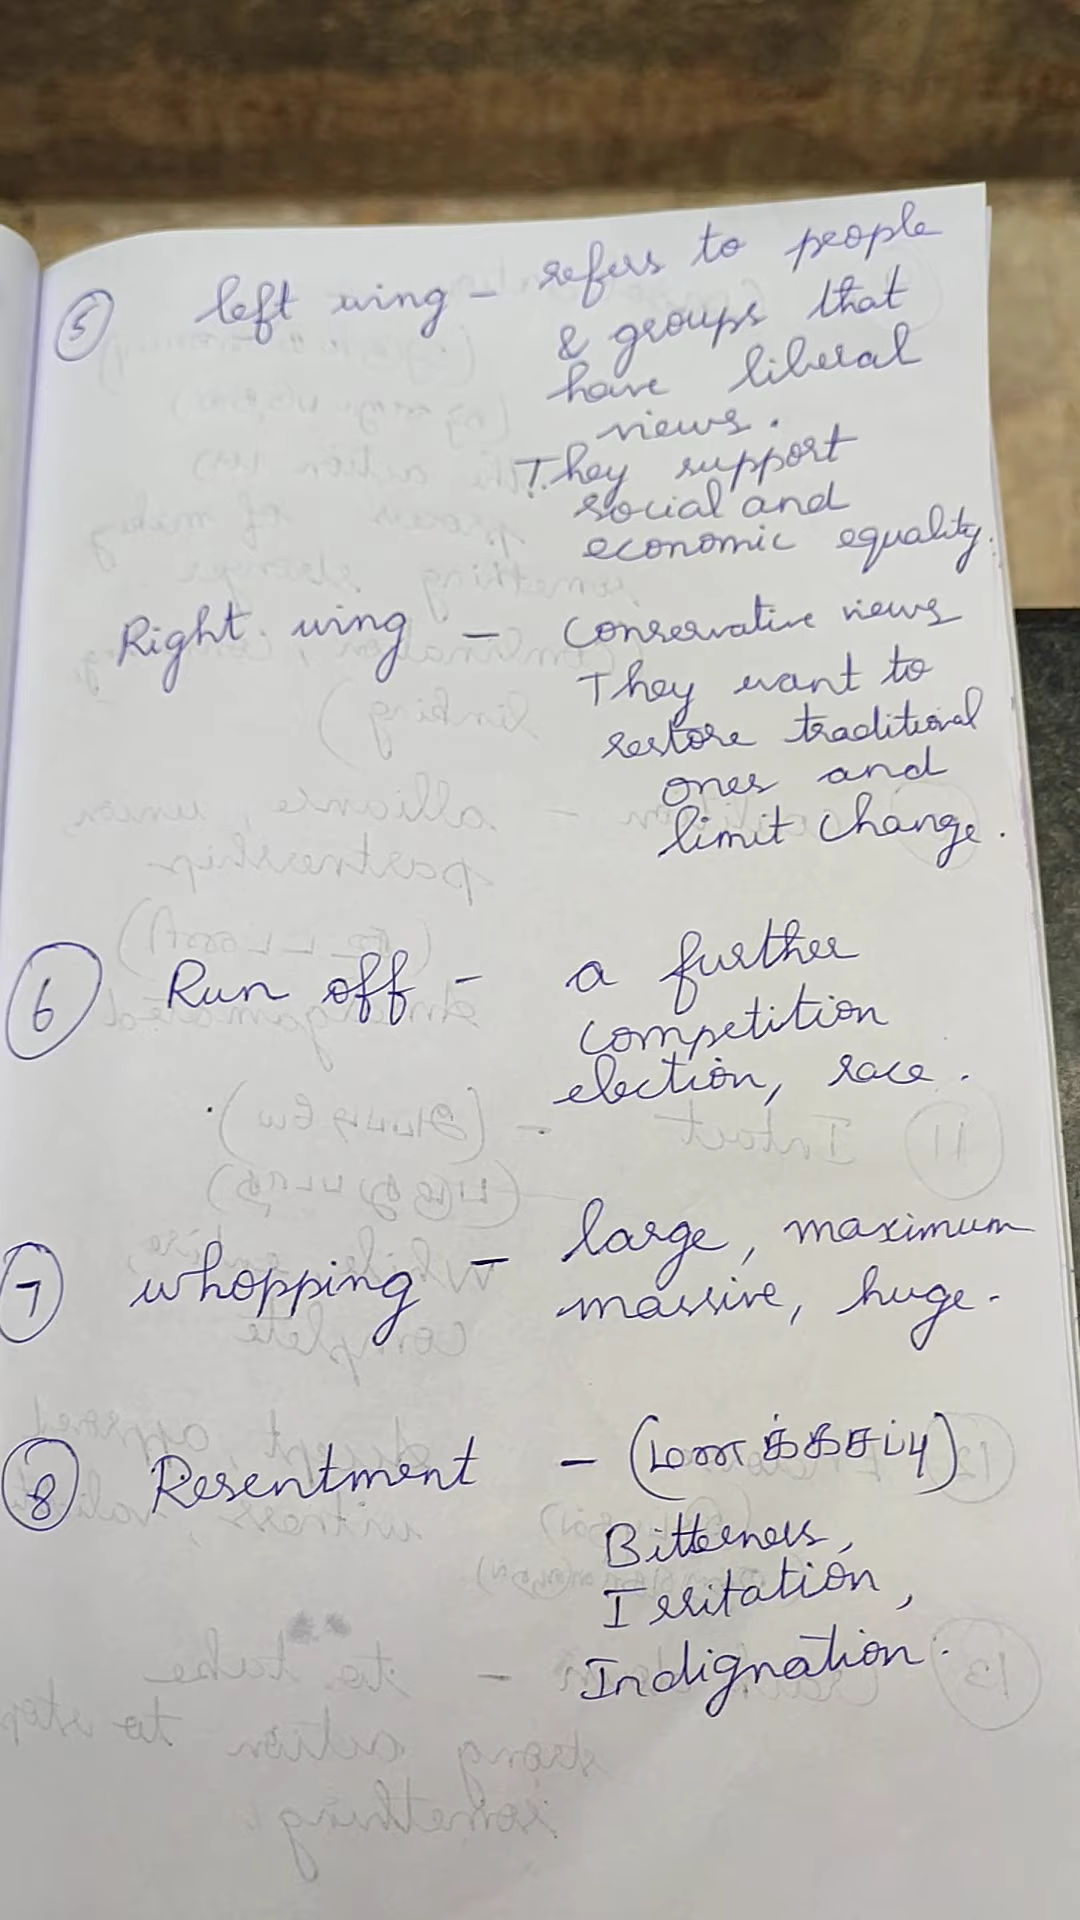 5 left wing - refers to people
& groups that
have liberal
views.
They support
social and
economic equality.
Right wing - Conservative views
They want to
restore traditional
ones and
limit change.
6 Run off - a further
competition
election, race.
7 whopping - large, maximum
massive, huge.
8 Resentment - (மனக்கசப்பு)
Bitterness,
Irritation,
Indignation.